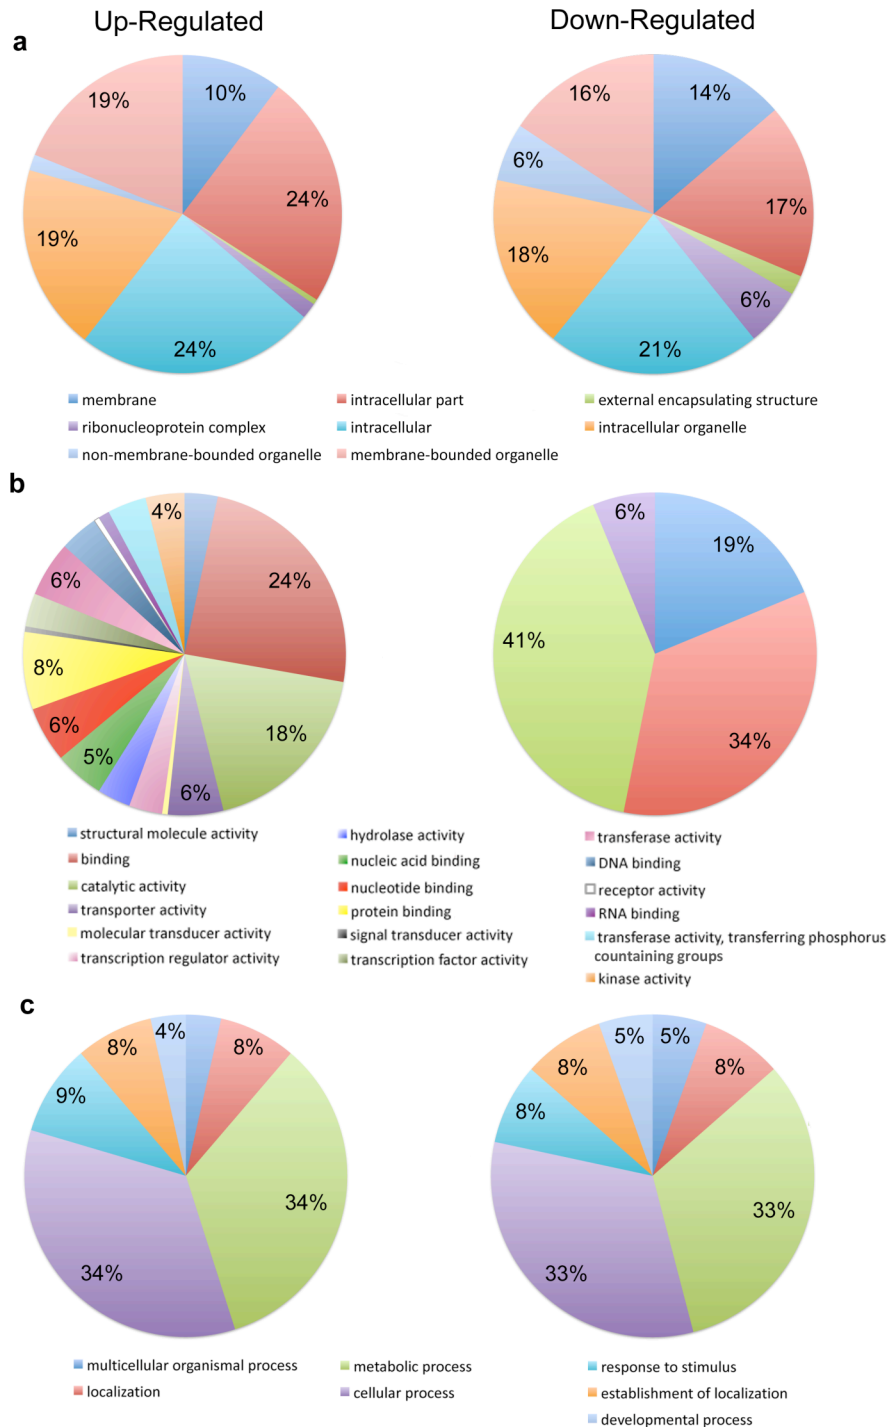 Up-Regulated
Down-Regulated
a
10%
24%
24%
19%
19%
14%
17%
6%
21%
18%
6%
16%
membrane
intracellular part
external encapsulating structure
ribonucleoprotein complex
intracellular
intracellular organelle
non-membrane-bounded organelle
membrane-bounded organelle
b
4%
24%
18%
6%
5%
6%
8%
6%
6%
19%
34%
41%
structural molecule activity
binding
catalytic activity
transporter activity
molecular transducer activity
transcription regulator activity
hydrolase activity
nucleic acid binding
nucleotide binding
protein binding
signal transducer activity
transcription factor activity
transferase activity
DNA binding
receptor activity
RNA binding
transferase activity, transferring phosphorus
countaining groups
kinase activity
c
4%
8%
34%
34%
9%
8%
5%
5%
8%
33%
33%
8%
8%
multicellular organismal process
localization
metabolic process
cellular process
response to stimulus
establishment of localization
developmental process